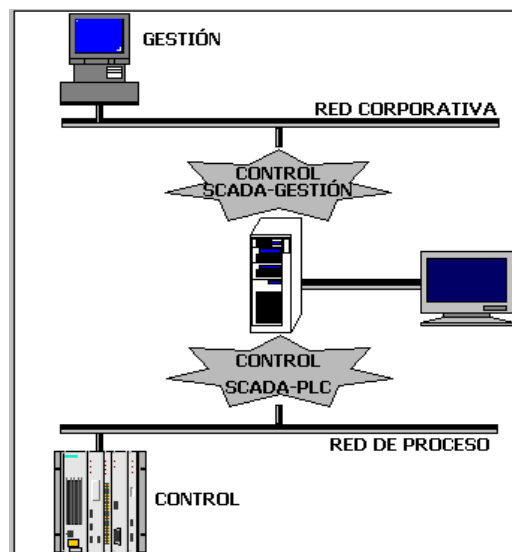 GESTIÓN
RED CORPORATIVA
CONTROL
SCADA-GESTIÓN
CONTROL
SCADA-PLC
RED DE PROCESO
CONTROL